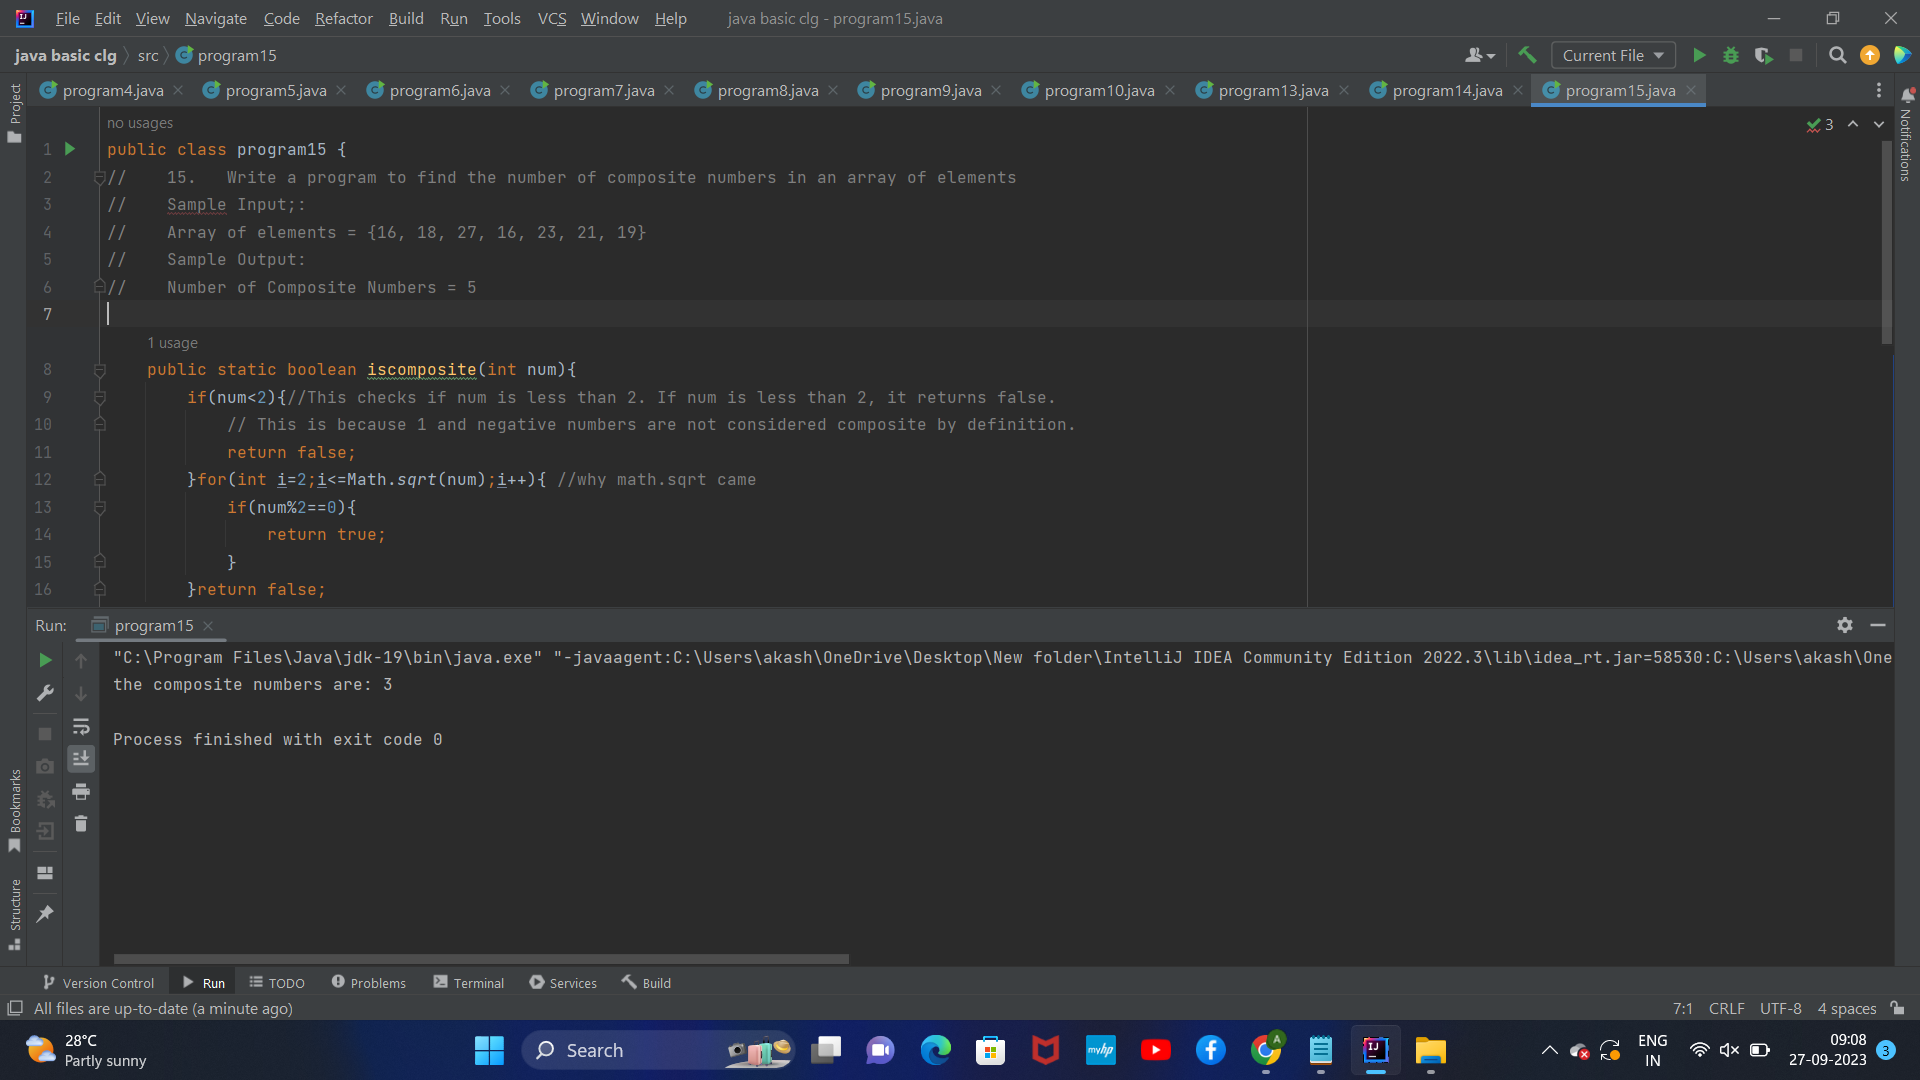 File Edit View Navigate Code Refactor Build Run Tools VCS Window Help java basic clg - program15.java
java basic clg src program15 Current File
program4.java program5.java program6.java program7.java program8.java program9.java program10.java program13.java program14.java program15.java
Project
Notifications
no usages
3
1 public class program15 {
2 // 15. Write a program to find the number of composite numbers in an array of elements
3 // Sample Input;:
4 // Array of elements = {16, 18, 27, 16, 23, 21, 19}
5 // Sample Output:
6 // Number of Composite Numbers = 5
7
1 usage
8 public static boolean iscomposite(int num){
9 if(num<2){//This checks if num is less than 2. If num is less than 2, it returns false.
10 // This is because 1 and negative numbers are not considered composite by definition.
11 return false;
12 }for(int i=2;i<=Math.sqrt(num);i++){ //why math.sqrt came
13 if(num%2==0){
14 return true;
15 }
16 }return false;
Run: program15
"C:\Program Files\Java\jdk-19\bin\java.exe" "-javaagent:C:\Users\akash\OneDrive\Desktop\New folder\IntelliJ IDEA Community Edition 2022.3\lib\idea_rt.jar=58530:C:\Users\akash\One
the composite numbers are: 3
Process finished with exit code 0
Bookmarks
Structure
Version Control Run TODO Problems Terminal Services Build
All files are up-to-date (a minute ago) 7:1 CRLF UTF-8 4 spaces
28°C
Partly sunny
Search
myhp
A
IJ
ENG
IN
09:08
27-09-2023
3